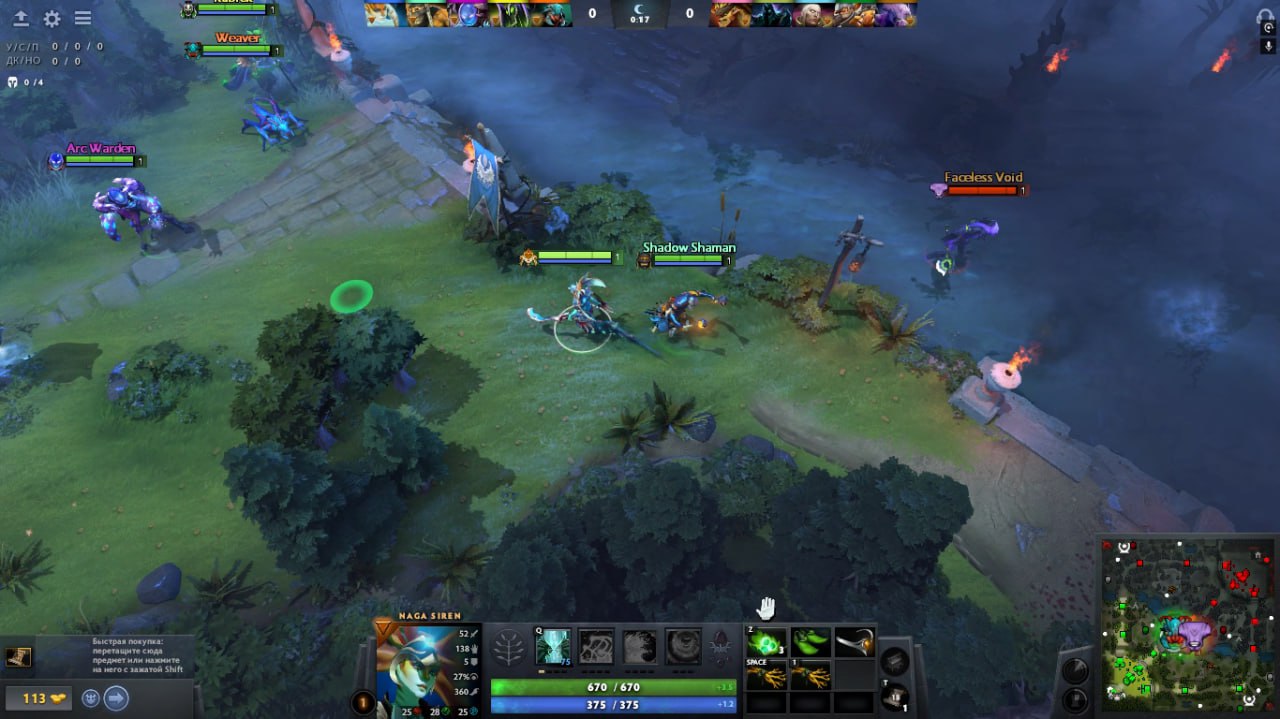 Rubick
1
Weaver
1
У/С/П 0 / 0 / 0
ДК/НО 0 / 0
0 /4
0
0:17
0
Arc Warden
1
Faceless Void
1
1
Shadow Shaman
1
Быстрая покупка:
перетащите сюда
предмет или нажмите
на него с зажатой Shift
113
NAGA SIREN
52
138
5
27%
360
1
25 28 25
Q
75
670 / 670
+3.5
375 / 375
+1.2
Z
3
SPACE
1
T
1